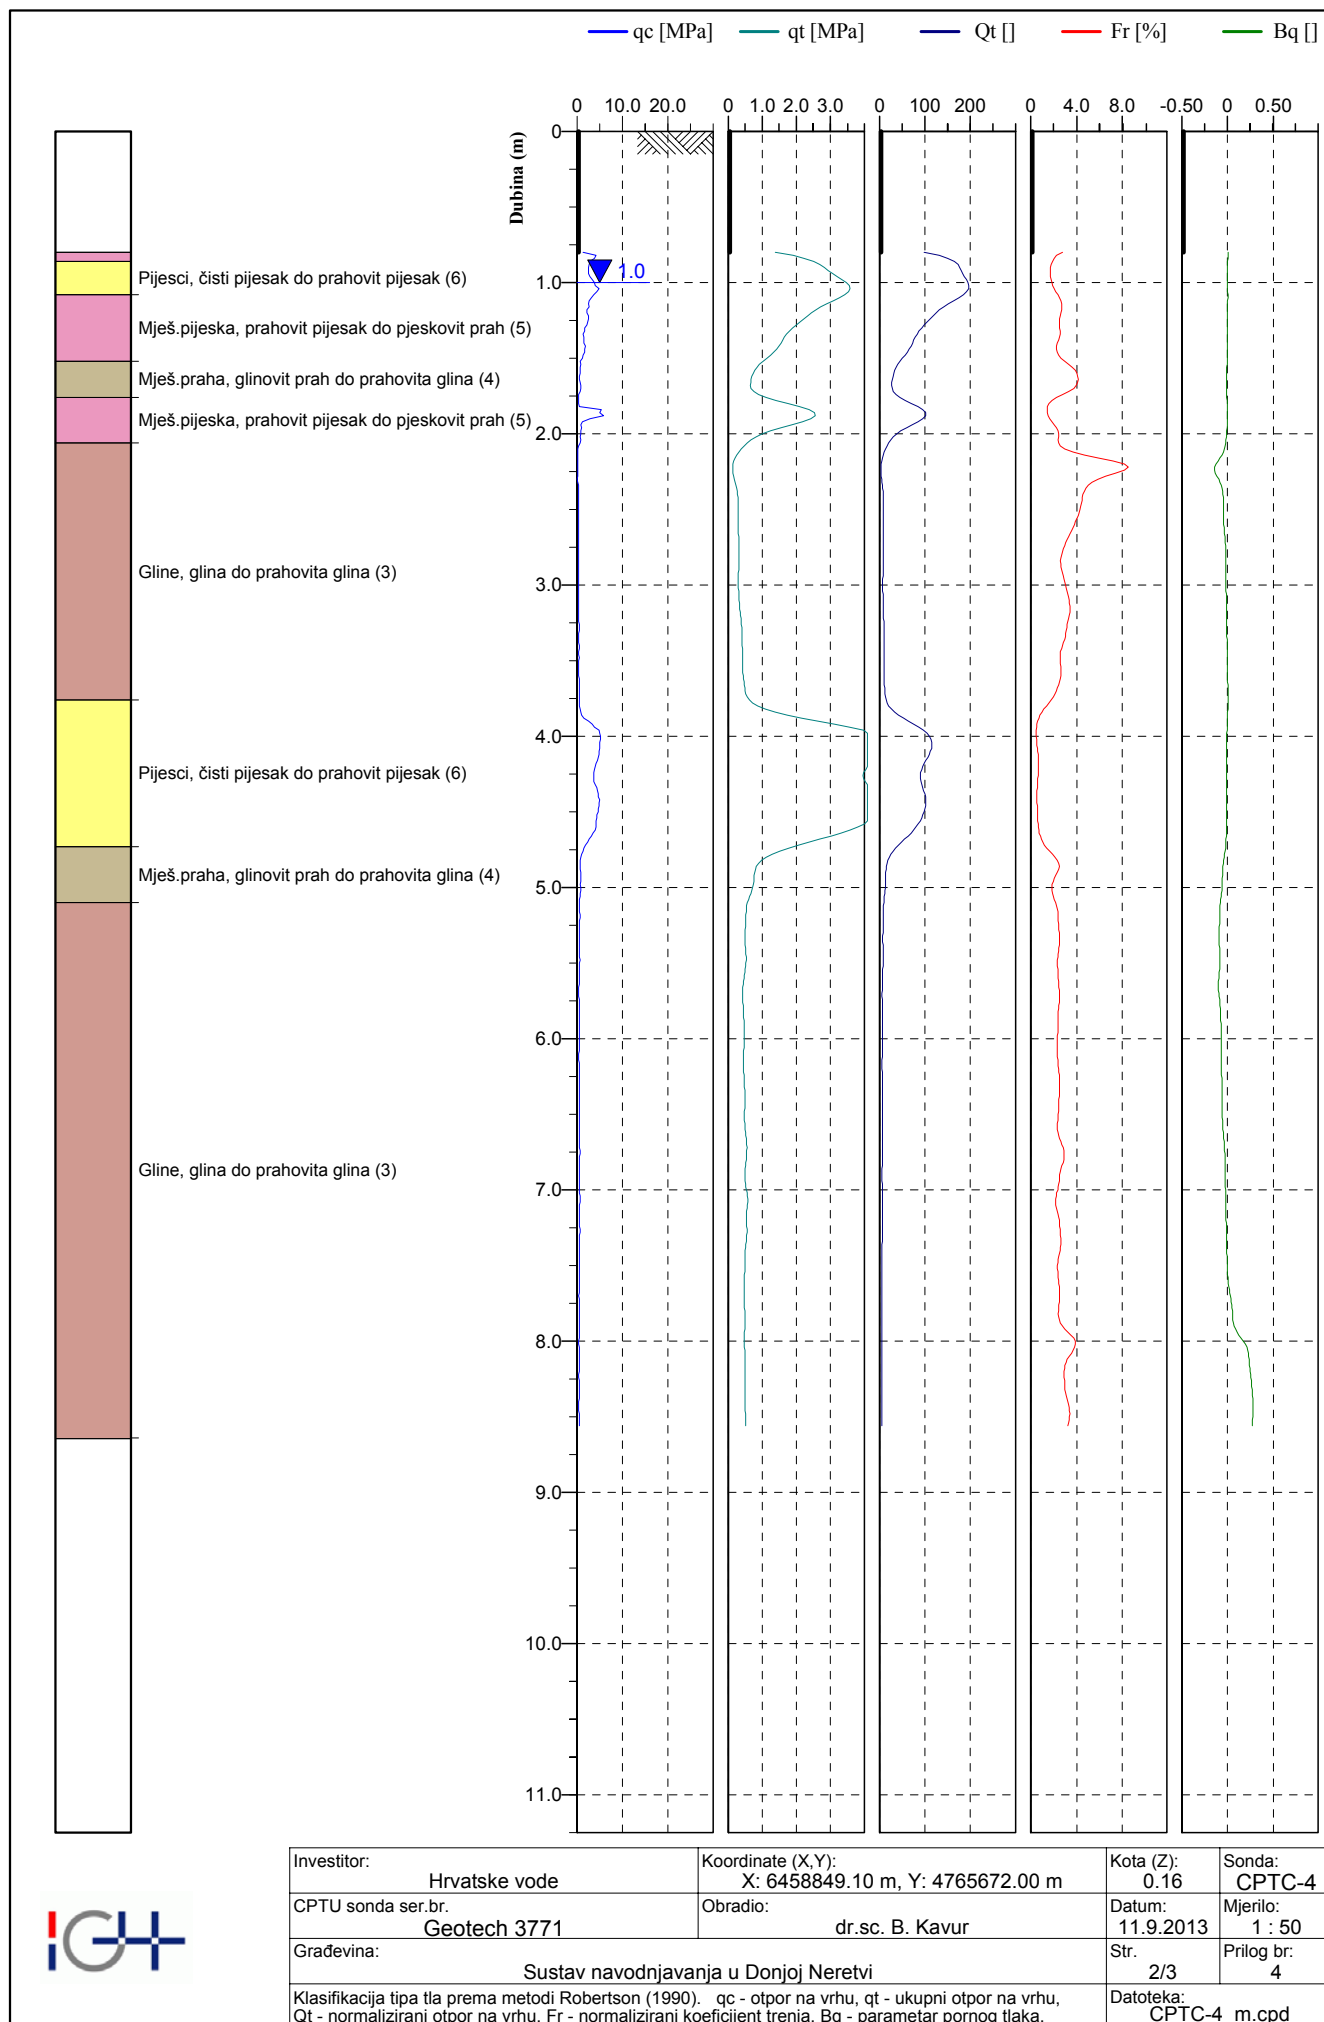 qc [MPa] qt [MPa] Qt [] Fr [%] Bq []
0 10.0 20.0 0 1.0 2.0 3.0 0 100 200 0 4.0 8.0 -0.50 0 0.50
Dubina (m)
0
1.0
1.0
2.0
3.0
4.0
5.0
6.0
7.0
8.0
9.0
10.0
11.0
Pijesci, čisti pijesak do prahovit pijesak (6)
Mješ.pijeska, prahovit pijesak do pjeskovit prah (5)
Mješ.praha, glinovit prah do prahovita glina (4)
Mješ.pijeska, prahovit pijesak do pjeskovit prah (5)
Gline, glina do prahovita glina (3)
Pijesci, čisti pijesak do prahovit pijesak (6)
Mješ.praha, glinovit prah do prahovita glina (4)
Gline, glina do prahovita glina (3)
IGH
Investitor:
Hrvatske vode
Koordinate (X,Y):
X: 6458849.10 m, Y: 4765672.00 m
Kota (Z):
0.16
Sonda:
CPTC-4
CPTU sonda ser.br.
Geotech 3771
Obradio:
dr.sc. B. Kavur
Datum:
11.9.2013
Mjerilo:
1 : 50
Građevina:
Sustav navodnjavanja u Donjoj Neretvi
Str.
2/3
Prilog br:
4
Klasifikacija tipa tla prema metodi Robertson (1990). qc - otpor na vrhu, qt - ukupni otpor na vrhu,
Qt - normalizirani otpor na vrhu, Fr - normalizirani koeficijent trenja, Bq - parametar pornog tlaka.
Datoteka:
CPTC-4_m.cpd